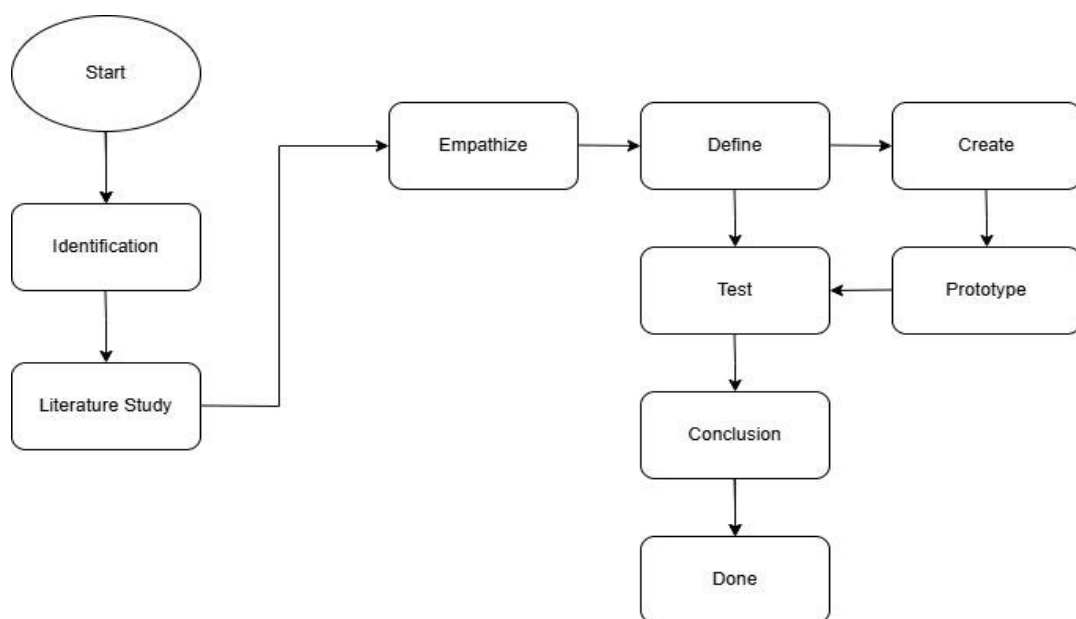 Start
Identification
Literature Study
Empathize
Define
Create
Test
Prototype
Conclusion
Done